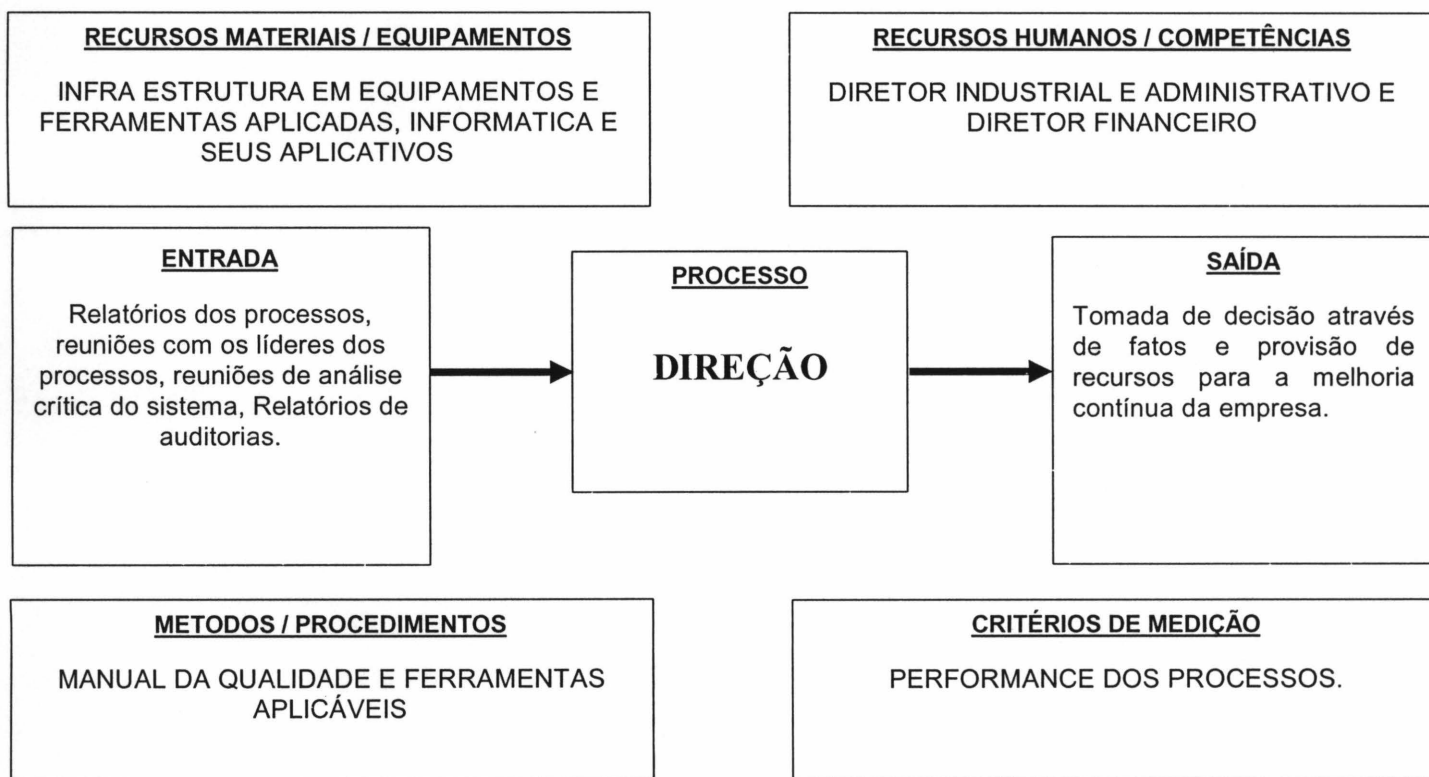 RECURSOS MATERIAIS / EQUIPAMENTOS
INFRA ESTRUTURA EM EQUIPAMENTOS E
FERRAMENTAS APLICADAS, INFORMATICA E
SEUS APLICATIVOS
RECURSOS HUMANOS / COMPETÊNCIAS
DIRETOR INDUSTRIAL E ADMINISTRATIVO E
DIRETOR FINANCEIRO
ENTRADA
Relatórios dos processos,
reuniões com os líderes dos
processos, reuniões de análise
crítica do sistema, Relatórios de
auditorias.
PROCESSO
DIREÇÃO
SAÍDA
Tomada de decisão através
de fatos e provisão de
recursos para a melhoria
contínua da empresa.
METODOS / PROCEDIMENTOS
MANUAL DA QUALIDADE E FERRAMENTAS
APLICÁVEIS
CRITÉRIOS DE MEDIÇÃO
PERFORMANCE DOS PROCESSOS.